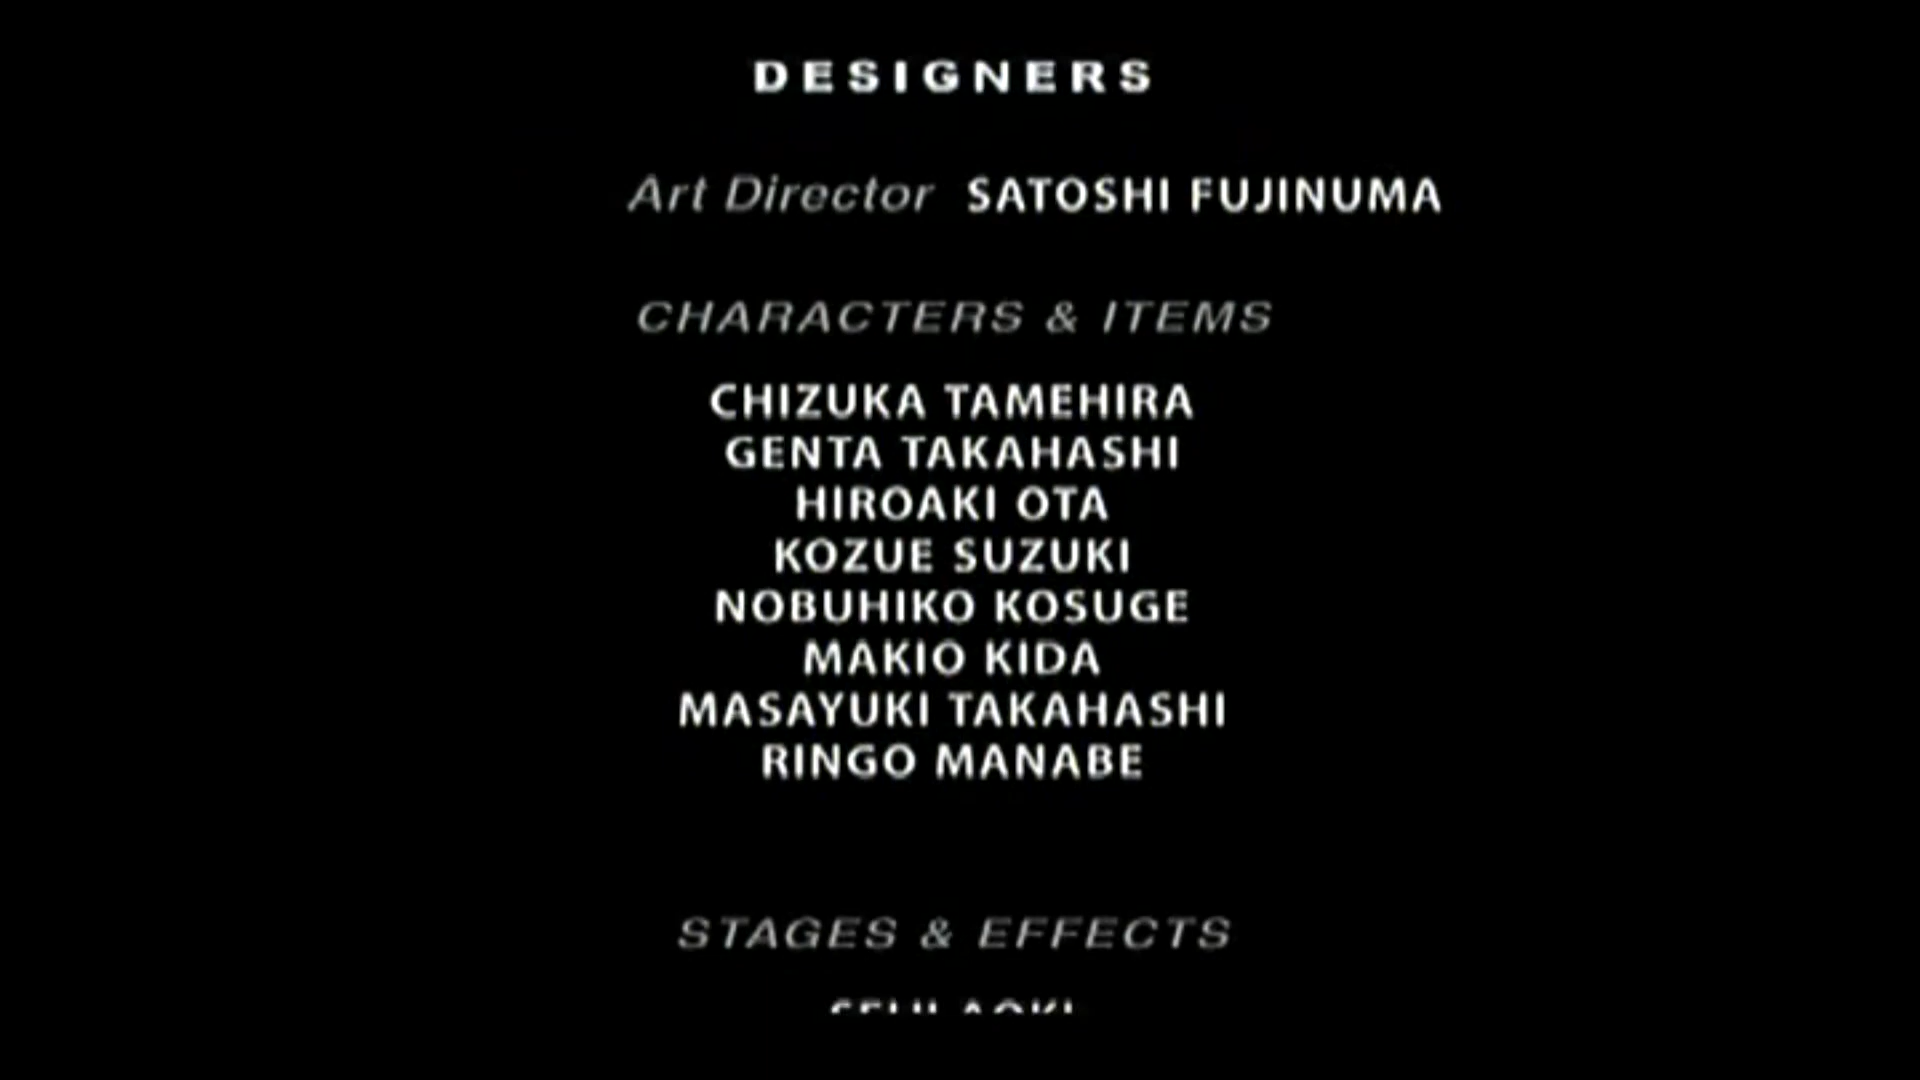 DESIGNERS
Art Director SATOSHI FUJINUMA
CHARACTERS & ITEMS
CHIZUKA TAMEHIRA
GENTA TAKAHASHI
HIROAKI OTA
KOZUE SUZUKI
NOBUHIKO KOSUGE
MAKIO KIDA
MASAYUKI TAKAHASHI
RINGO MANABE
STAGES & EFFECTS